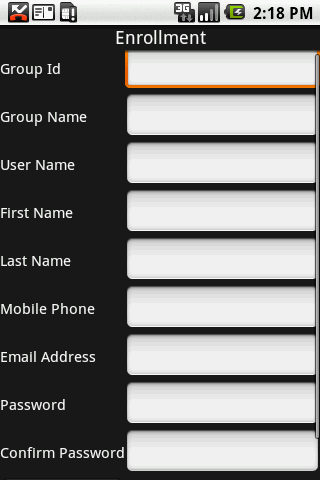 3G 2:18 PM
Enrollment
Group Id
Group Name
User Name
First Name
Last Name
Mobile Phone
Email Address
Password
Confirm Password